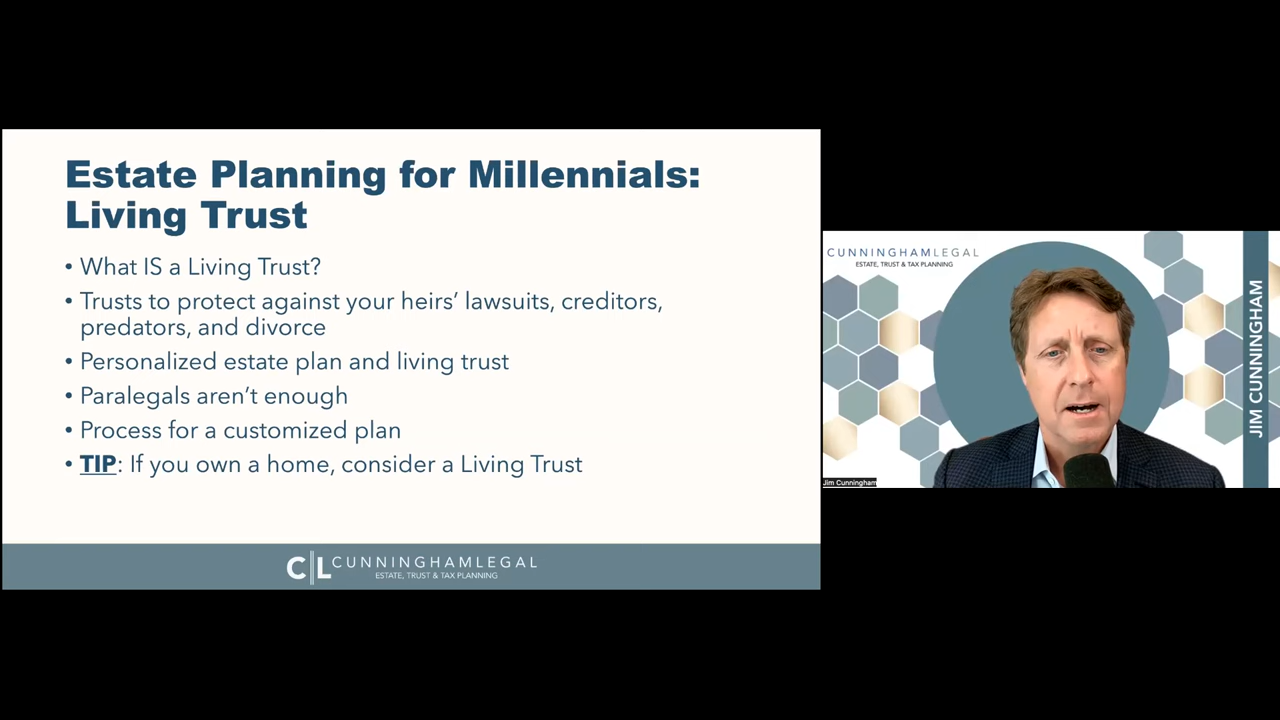 Estate Planning for Millennials:
Living Trust
• What IS a Living Trust?
• Trusts to protect against your heirs’ lawsuits, creditors,
predators, and divorce
• Personalized estate plan and living trust
• Paralegals aren’t enough
• Process for a customized plan
• TIP: If you own a home, consider a Living Trust
C|L CUNNINGHAMLEGAL
ESTATE, TRUST & TAX PLANNING
CUNNINGHAMLEGAL
ESTATE, TRUST & TAX PLANNING
JIM CUNNINGHAM
Jim Cunningham